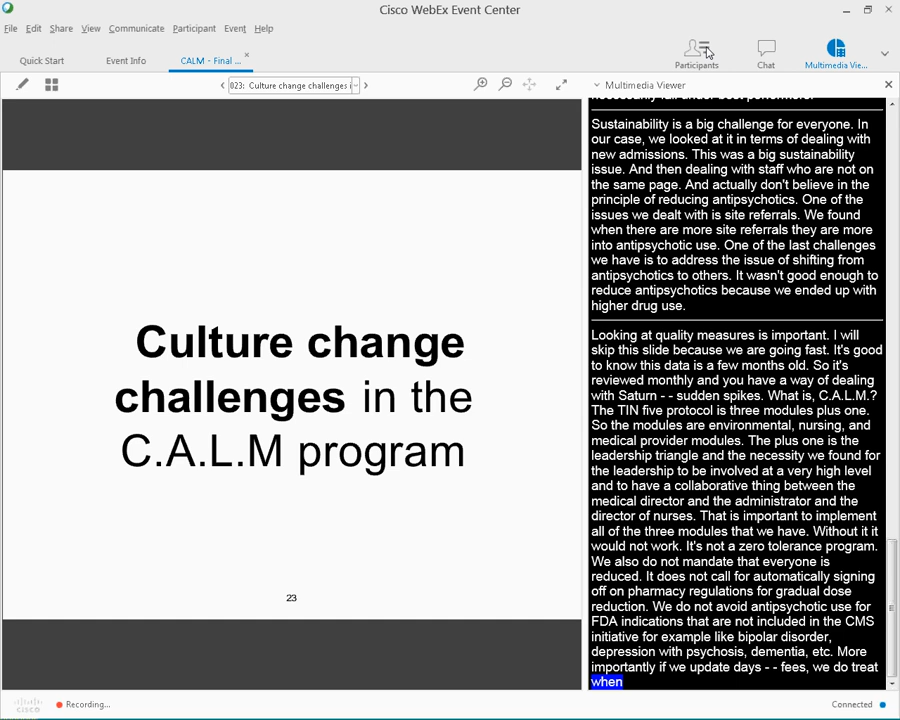 Cisco WebEx Event Center
File Edit Share View Communicate Participant Event Help
Quick Start
Event Info
CALM - Final ...
Participants
Chat
Multimedia Vie...
023: Culture change challenges i
Multimedia Viewer
Sustainability is a big challenge for everyone. In
our case, we looked at it in terms of dealing with
new admissions. This was a big sustainability
issue. And then dealing with staff who are not on
the same page. And actually don't believe in the
principle of reducing antipsychotics. One of the
issues we dealt with is site referrals. We found
when there are more site referrals they are more
into antipsychotic use. One of the last challenges
we have is to address the issue of shifting from
antipsychotics to others. It wasn't good enough to
reduce antipsychotics because we ended up with
higher drug use.
Looking at quality measures is important. I will
skip this slide because we are going fast. It's good
to know this data is a few months old. So it's
reviewed monthly and you have a way of dealing
with Saturn - - sudden spikes. What is, C.A.L.M.?
The TIN five protocol is three modules plus one.
So the modules are environmental, nursing, and
medical provider modules. The plus one is the
leadership triangle and the necessity we found for
the leadership to be involved at a very high level
and to have a collaborative thing between the
medical director and the administrator and the
director of nurses. That is important to implement
all of the three modules that we have. Without it it
would not work. It's not a zero tolerance program.
We also do not mandate that everyone is
reduced. It does not call for automatically signing
off on pharmacy regulations for gradual dose
reduction. We do not avoid antipsychotic use for
FDA indications that are not included in the CMS
initiative for example like bipolar disorder,
depression with psychosis, dementia, etc. More
importantly if we update days - - fees, we do treat
when
Culture change
challenges in the
C.A.L.M program
23
cisco
Recording...
Connected